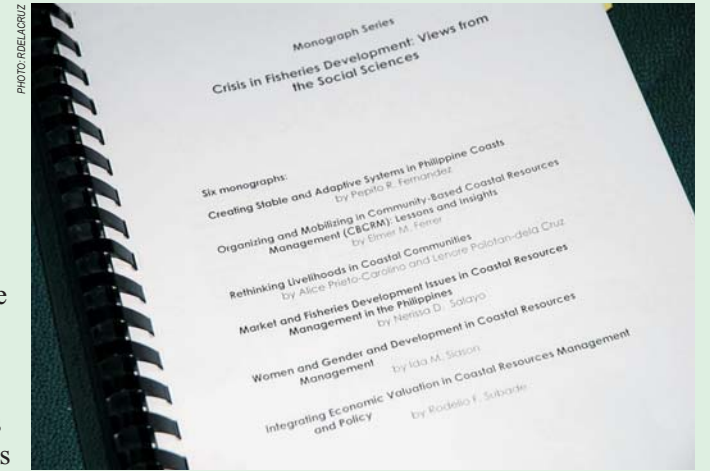 PHOTO: RDELACRUZ
Monograph Series
Crisis in Fisheries Development: Views from
the Social Sciences
Six monographs:
Creating Stable and Adaptive Systems in Philippine Coasts
by Pepito R. Fernandez
Organizing and Mobilizing in Community-Based Coastal Resources
Management (CBCRM): Lessons and Insights
by Elmer M. Ferrer
Rethinking Livelihoods in Coastal Communities
by Alice Prieto-Carolino and Lenore Polotan-dela Cruz
Market and Fisheries Development Issues in Coastal Resources
Management in the Philippines
by Nerissa D. Salayo
Women and Gender and Development in Coastal Resources
Management by Ida M. Siason
Integrating Economic Valuation in Coastal Resources Management
and Policy by Rodelio F. Subade
e
s